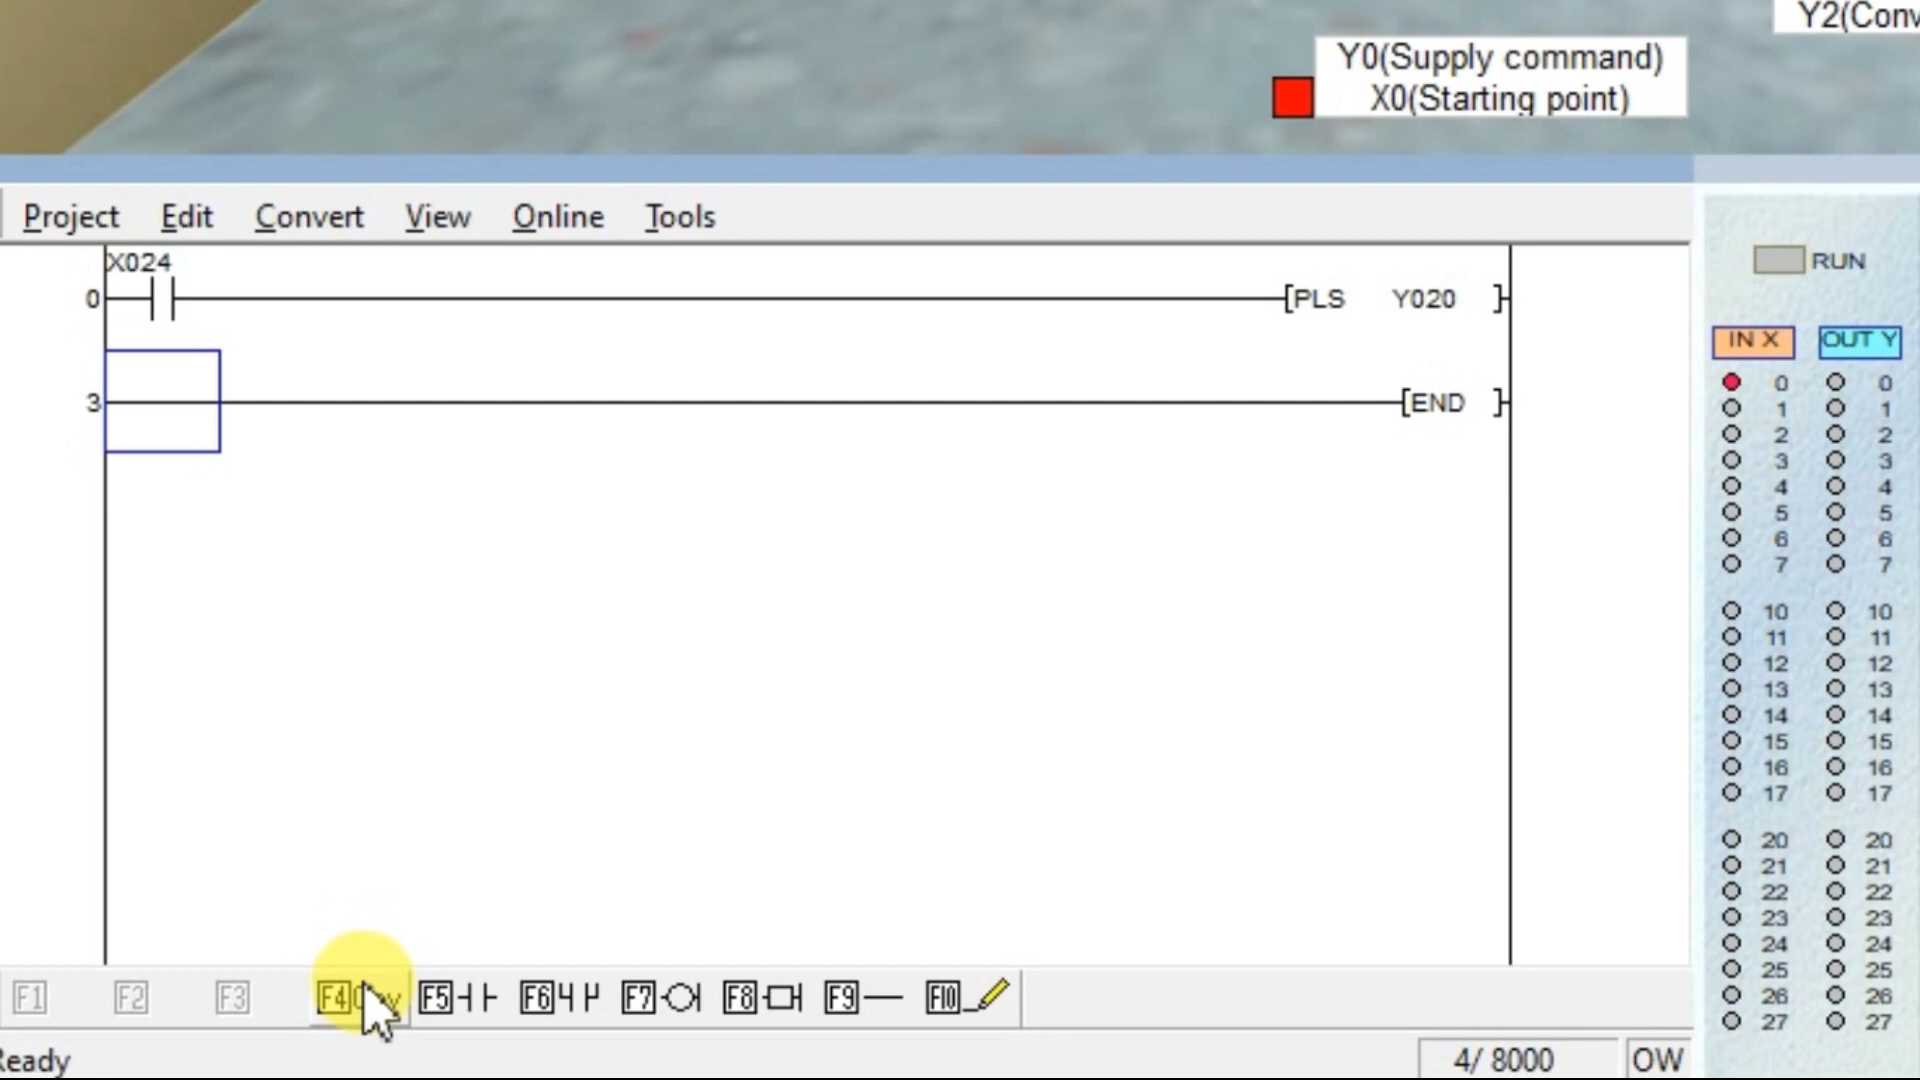 Y2(Conv
Y0(Supply command)
X0(Starting point)
Project Edit Convert View Online Tools
X024
0 [PLS Y020 ]
3 [END ]
RUN
IN X OUT Y
0 0
1 1
2 2
3 3
4 4
5 5
6 6
7 7
10 10
11 11
12 12
13 13
14 14
15 15
16 16
17 17
20 20
21 21
22 22
23 23
24 24
25 25
26 26
27 27
F1 F2 F3 F4 F5 F6 F7 F8 F9 F10
Ready 4/ 8000 OW